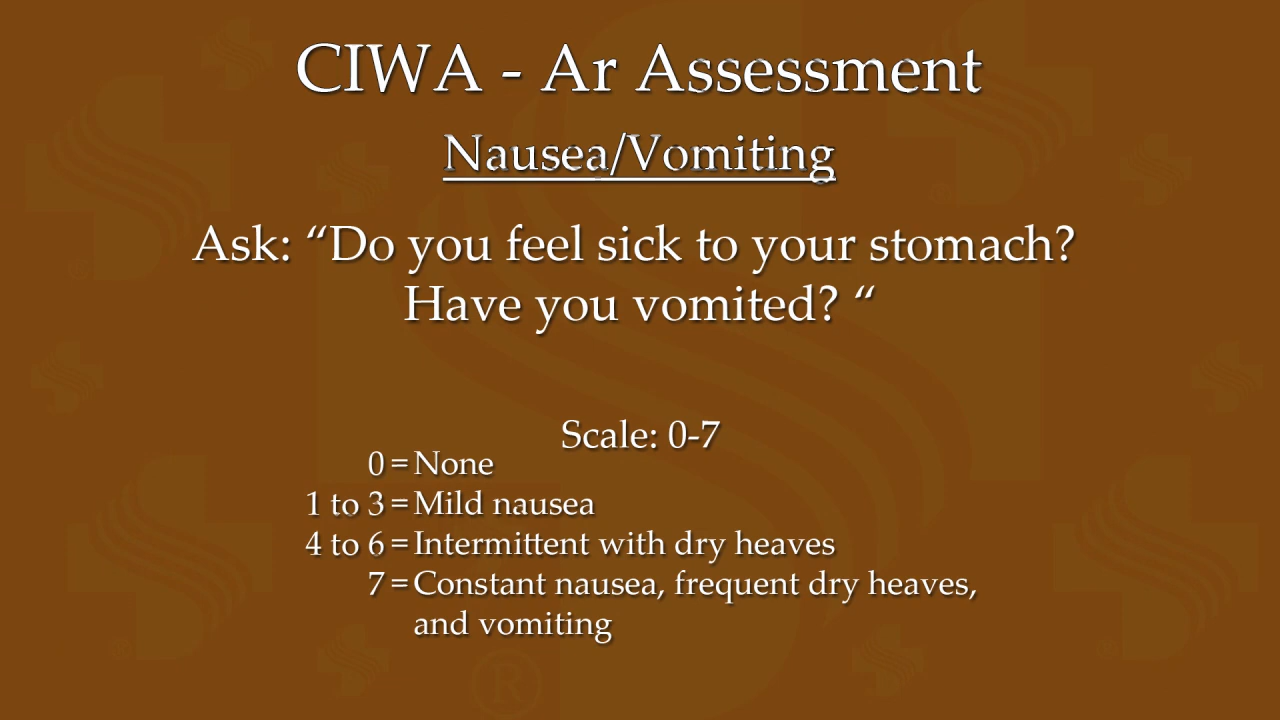 CIWA - Ar Assessment
Nausea/Vomiting
Ask: “Do you feel sick to your stomach?
Have you vomited? “
Scale: 0-7
0 = None
1 to 3 = Mild nausea
4 to 6 = Intermittent with dry heaves
7 = Constant nausea, frequent dry heaves,
and vomiting
®